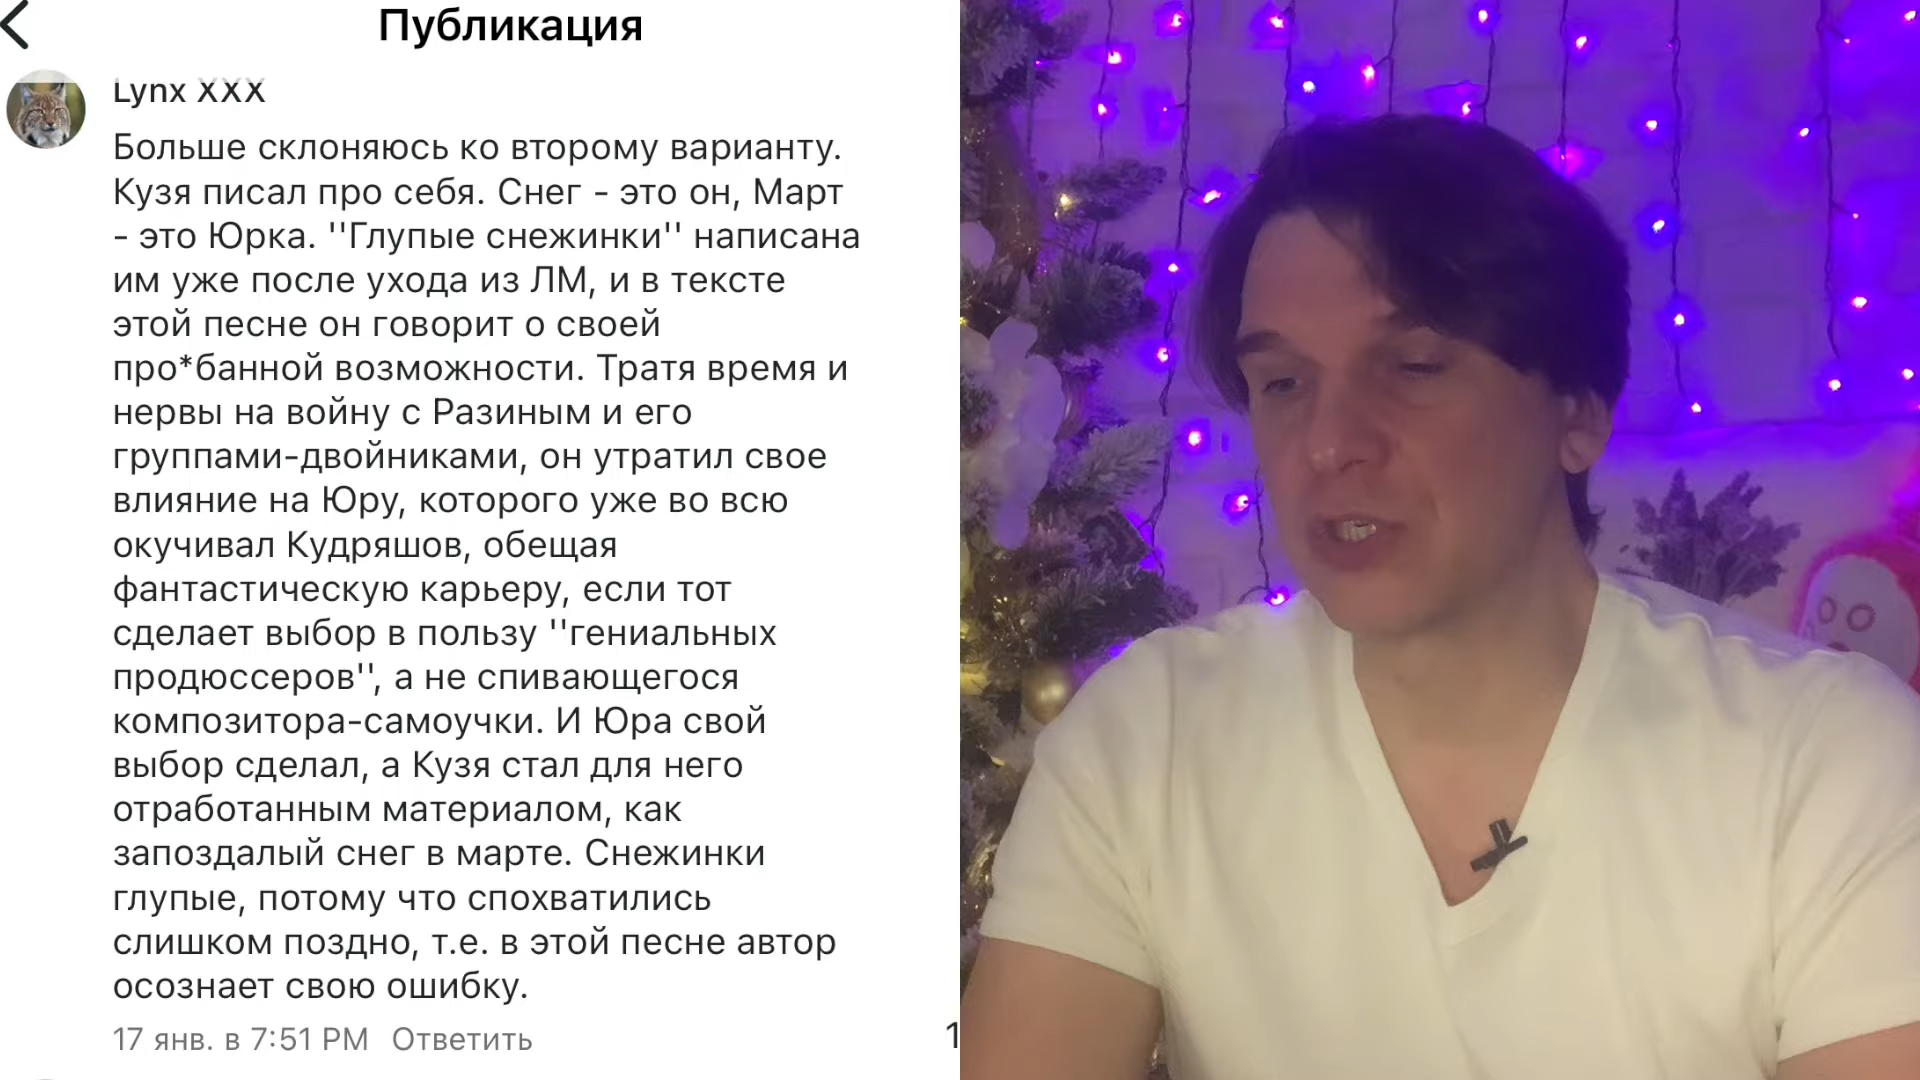 Публикация
Lynx XXX
Больше склоняюсь ко второму варианту.
Кузя писал про себя. Снег - это он, Март
- это Юрка. ''Глупые снежинки'' написана
им уже после ухода из ЛМ, и в тексте
этой песне он говорит о своей
про*банной возможности. Тратя время и
нервы на войну с Разиным и его
группами-двойниками, он утратил свое
влияние на Юру, которого уже во всю
окучивал Кудряшов, обещая
фантастическую карьеру, если тот
сделает выбор в пользу ''гениальных
продюссеров'', а не спивающегося
композитора-самоучки. И Юра свой
выбор сделал, а Кузя стал для него
отработанным материалом, как
запоздалый снег в марте. Снежинки
глупые, потому что спохватились
слишком поздно, т.е. в этой песне автор
осознает свою ошибку.
17 янв. в 7:51 PM Ответить
1